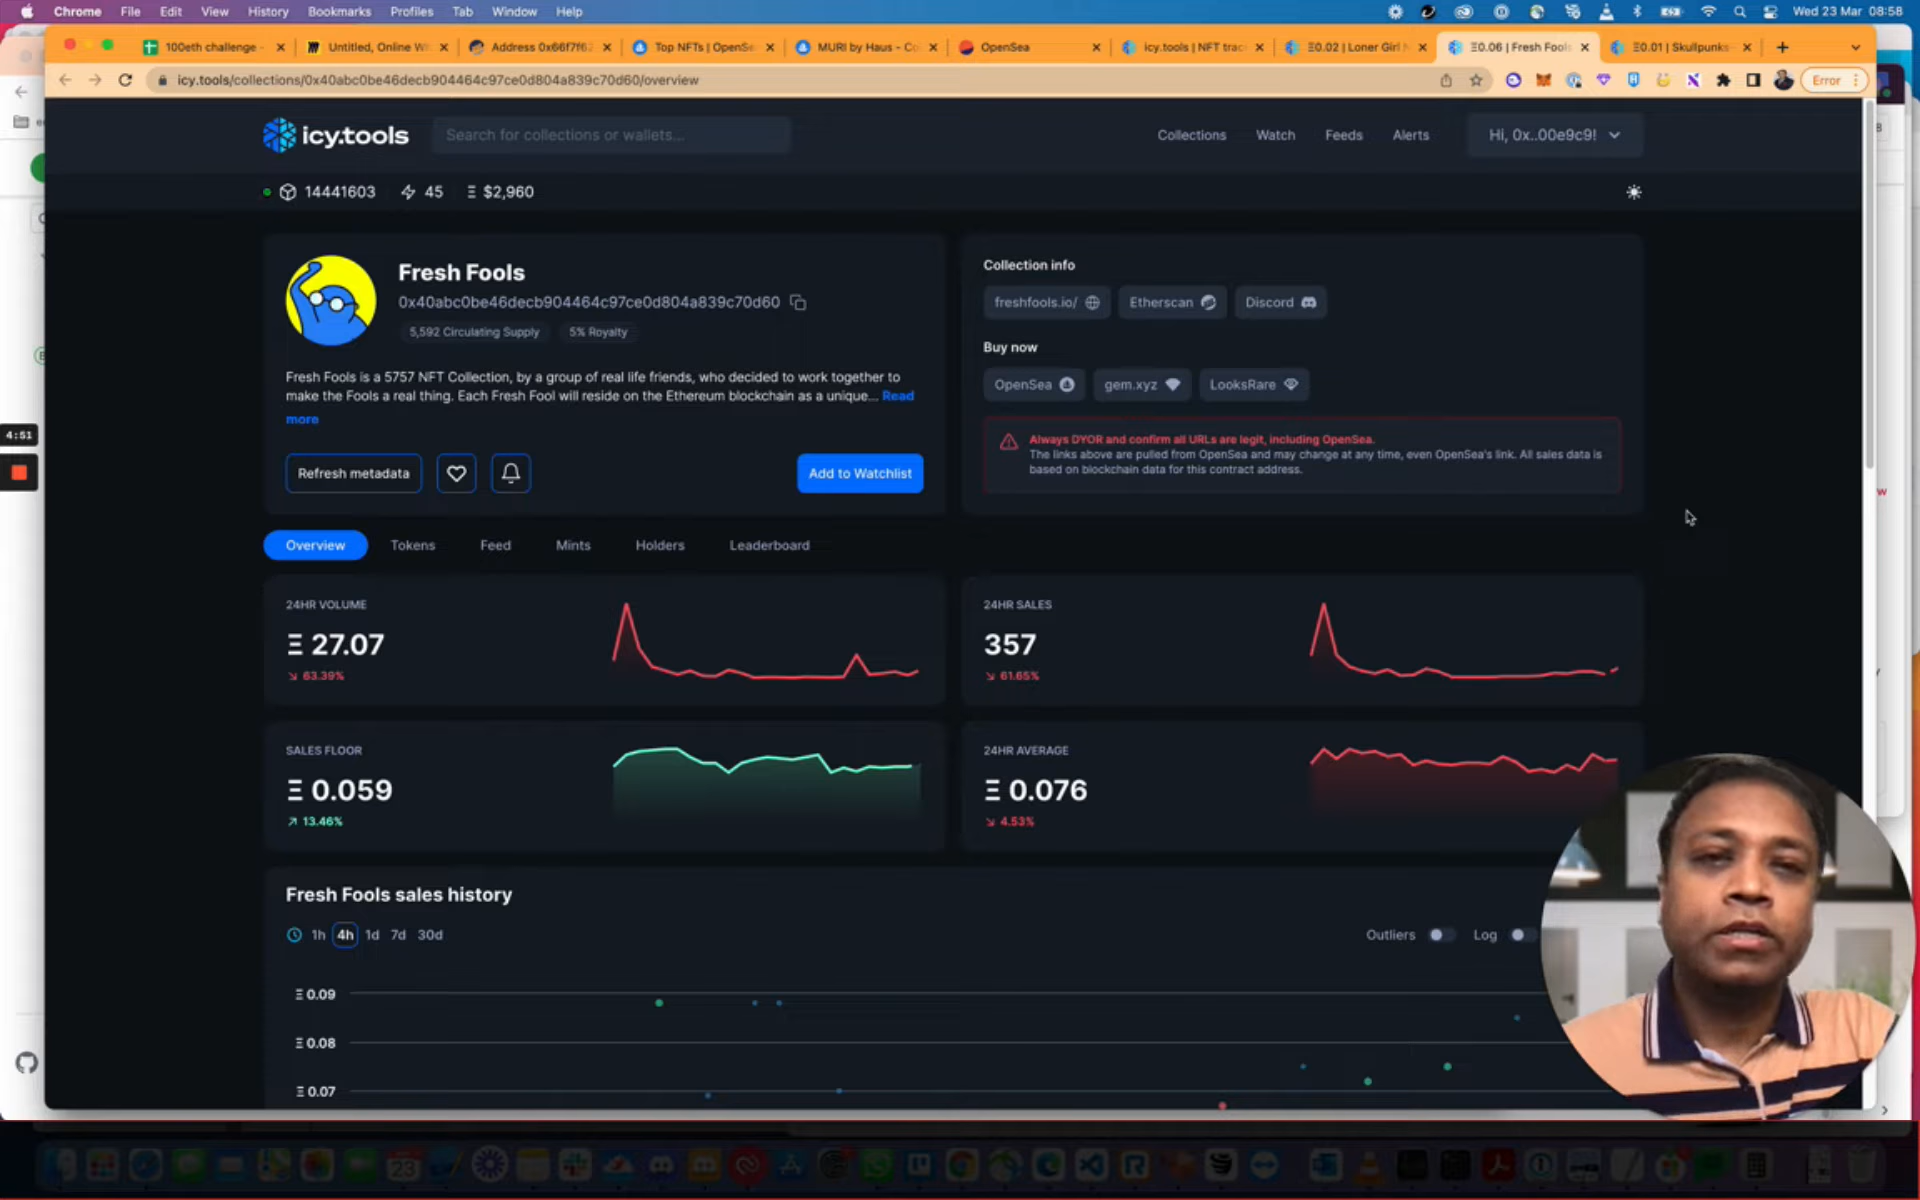 Chrome File Edit View History Bookmarks Profiles Tab Window Help Wed 23 Mar 08:58
100eth challenge - Untitled, Online W Address 0x66f7f6 Top NFTs | OpenSe MURI by Haus - Co OpenSea icy.tools | NFT trac Ξ0.02 | Loner Girl N Ξ0.06 | Fresh Fools Ξ0.01 | Skullpunks -
icy.tools/collections/0x40abc0be46decb904464c97ce0d804a839c70d60/overview Error
icy.tools Search for collections or wallets... Collections Watch Feeds Alerts Hi, 0x..00e9c9!
14441603 45 Ξ $2,960
Fresh Fools
0x40abc0be46decb904464c97ce0d804a839c70d60
5,592 Circulating Supply 5% Royalty
Fresh Fools is a 5757 NFT Collection, by a group of real life friends, who decided to work together to
make the Fools a real thing. Each Fresh Fool will reside on the Ethereum blockchain as a unique... Read
more
Refresh metadata Add to Watchlist
Collection info
freshfools.io/ Etherscan Discord
Buy now
OpenSea gem.xyz LooksRare
Always DYOR and confirm all URLs are legit, including OpenSea.
The links above are pulled from OpenSea and may change at any time, even OpenSea's link. All sales data is
based on blockchain data for this contract address.
4:51
Overview Tokens Feed Mints Holders Leaderboard
24HR VOLUME
Ξ 27.07
63.39%
24HR SALES
357
61.65%
SALES FLOOR
Ξ 0.059
13.46%
24HR AVERAGE
Ξ 0.076
4.53%
Fresh Fools sales history
1h 4h 1d 7d 30d Outliers Log
Ξ 0.09
Ξ 0.08
Ξ 0.07
23